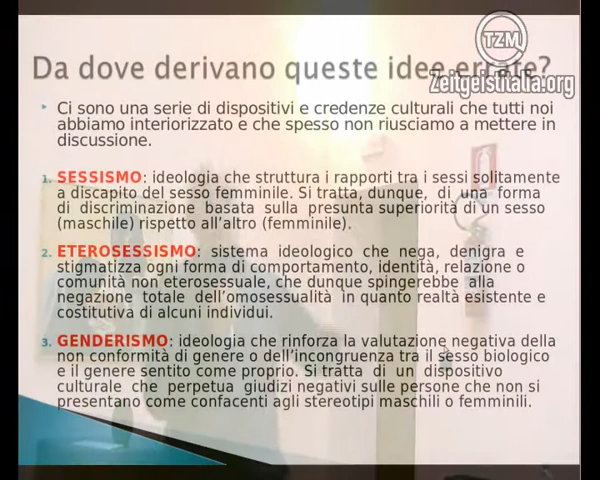 TZM
Da dove derivano queste idee errate?
Zeitgeistitalia.org
Ci sono una serie di dispositivi e credenze culturali che tutti noi
abbiamo interiorizzato e che spesso non riusciamo a mettere in
discussione.
1. SESSISMO: ideologia che struttura i rapporti tra i sessi solitamente
a discapito del sesso femminile. Si tratta, dunque, di una forma
di discriminazione basata sulla presunta superiorità di un sesso
(maschile) rispetto all'altro (femminile).
2. ETEROSESSISMO: sistema ideologico che nega, denigra e
stigmatizza ogni forma di comportamento, identità, relazione o
comunità non eterosessuale, che dunque spingerebbe alla
negazione totale dell'omosessualità in quanto realtà esistente e
costitutiva di alcuni individui.
3. GENDERISMO: ideologia che rinforza la valutazione negativa della
non conformità di genere o dell'incongruenza tra il sesso biologico
e il genere sentito come proprio. Si tratta di un dispositivo
culturale che perpetua giudizi negativi sulle persone che non si
presentano come confacenti agli stereotipi maschili o femminili.